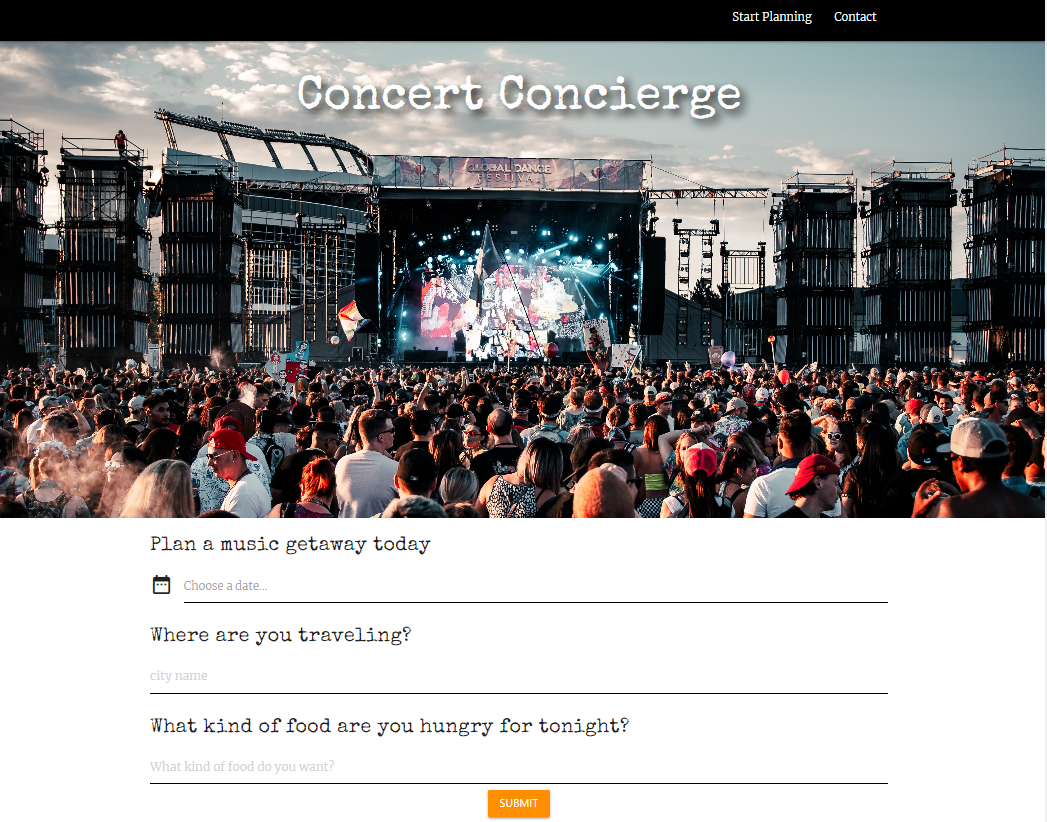 Start Planning Contact
Concert Concierge
GLOBAL DANCE
FESTIVAL
Plan a music getaway today
Choose a date...
Where are you traveling?
city name
What kind of food are you hungry for tonight?
What kind of food do you want?
SUBMIT